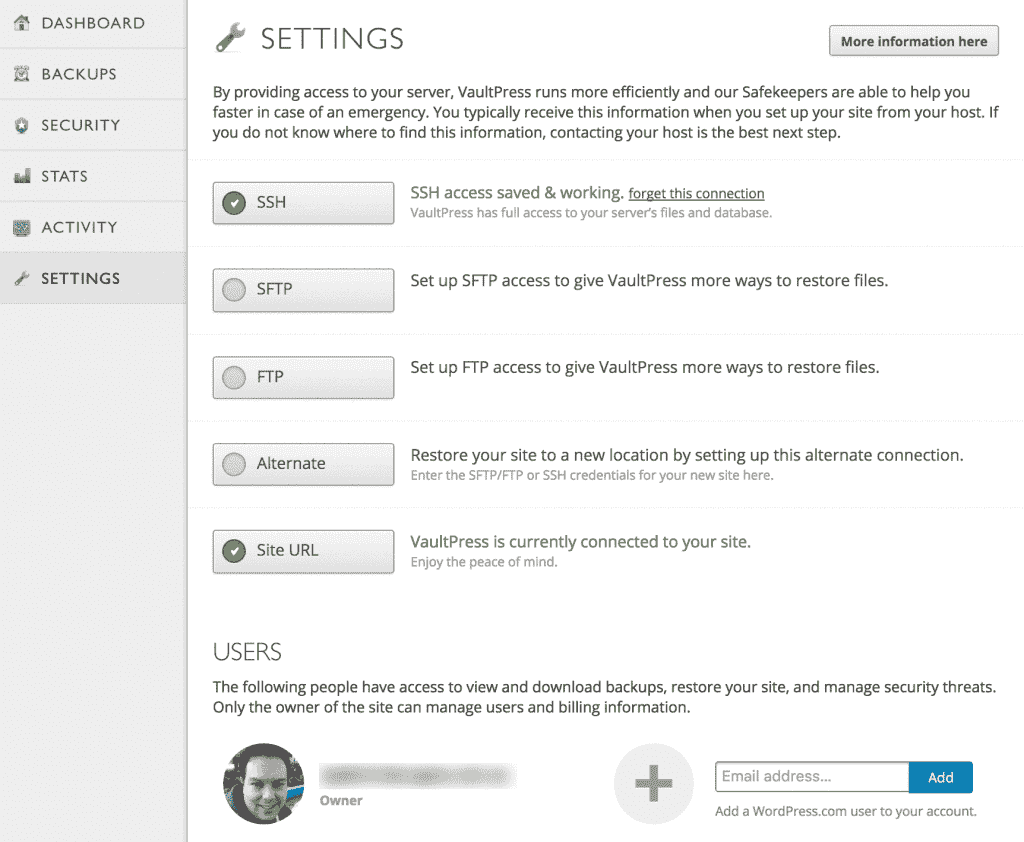 DASHBOARD
BACKUPS
SECURITY
STATS
ACTIVITY
SETTINGS
SETTINGS
More information here
By providing access to your server, VaultPress runs more efficiently and our Safekeepers are able to help you
faster in case of an emergency. You typically receive this information when you set up your site from your host. If
you do not know where to find this information, contacting your host is the best next step.
SSH
SSH access saved & working. forget this connection
VaultPress has full access to your server's files and database.
SFTP
Set up SFTP access to give VaultPress more ways to restore files.
FTP
Set up FTP access to give VaultPress more ways to restore files.
Alternate
Restore your site to a new location by setting up this alternate connection.
Enter the SFTP/FTP or SSH credentials for your new site here.
Site URL
VaultPress is currently connected to your site.
Enjoy the peace of mind.
USERS
The following people have access to view and download backups, restore your site, and manage security threats.
Only the owner of the site can manage users and billing information.
Owner
Email address...
Add
Add a WordPress.com user to your account.